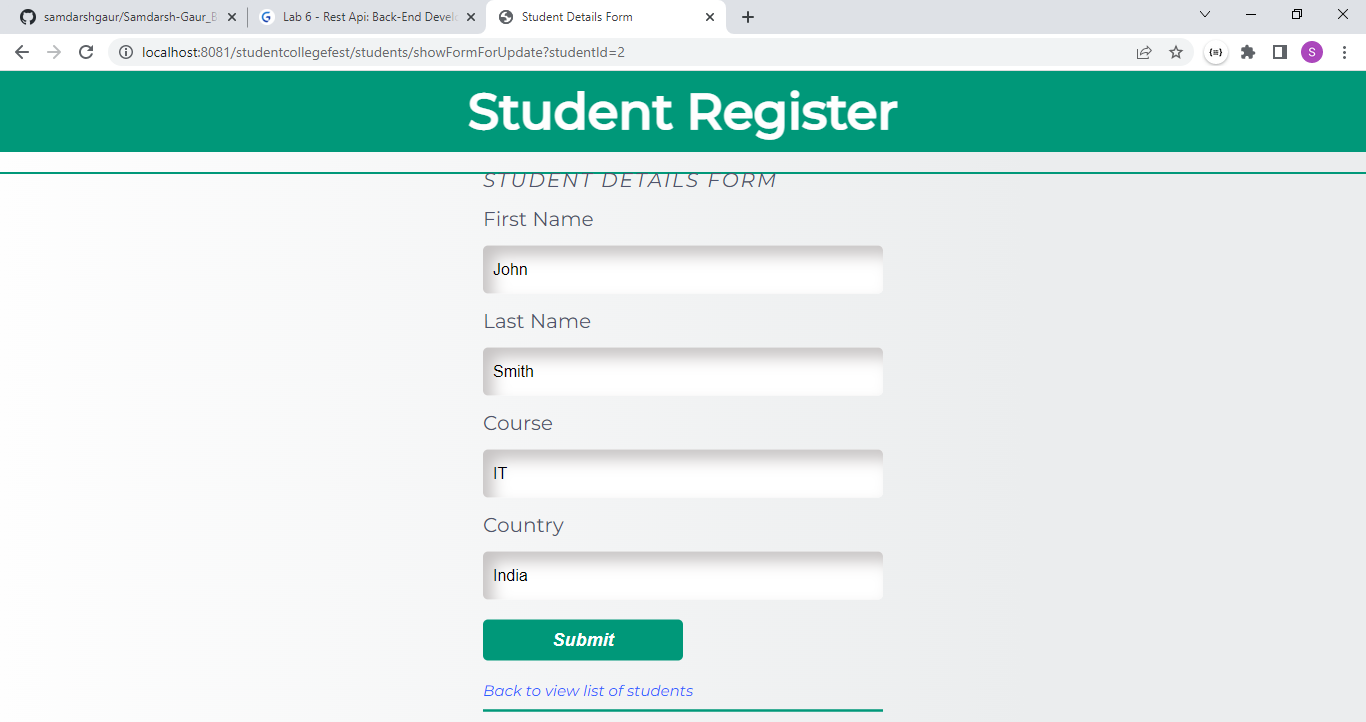 samdarshgaur/Samdarsh-Gaur_B
Lab 6 - Rest Api: Back-End Develo
Student Details Form
localhost:8081/studentcollegefest/students/showFormForUpdate?studentId=2
S
Student Register
STUDENT DETAILS FORM
First Name
John
Last Name
Smith
Course
IT
Country
India
Submit
Back to view list of students